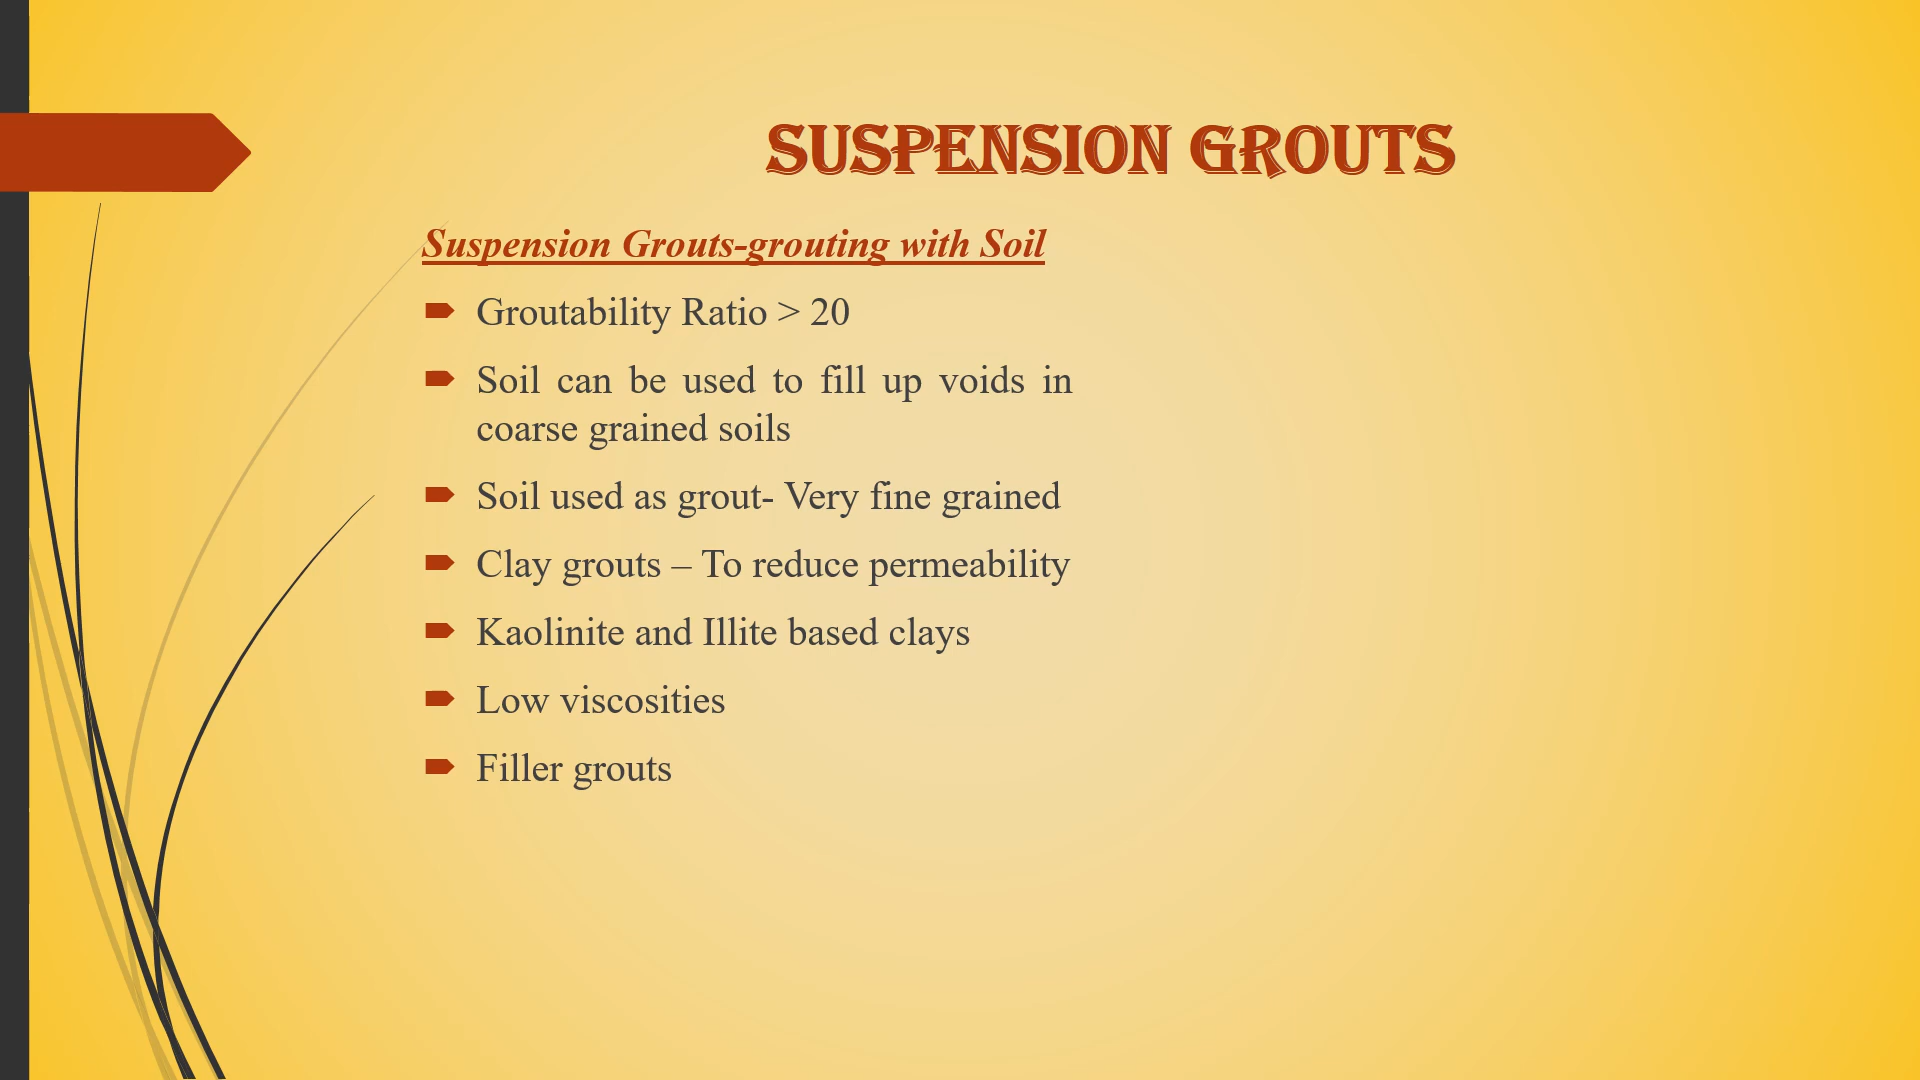 SUSPENSION GROUTS
Suspension Grouts-grouting with Soil
Groutability Ratio > 20
Soil can be used to fill up voids in
coarse grained soils
Soil used as grout- Very fine grained
Clay grouts – To reduce permeability
Kaolinite and Illite based clays
Low viscosities
Filler grouts